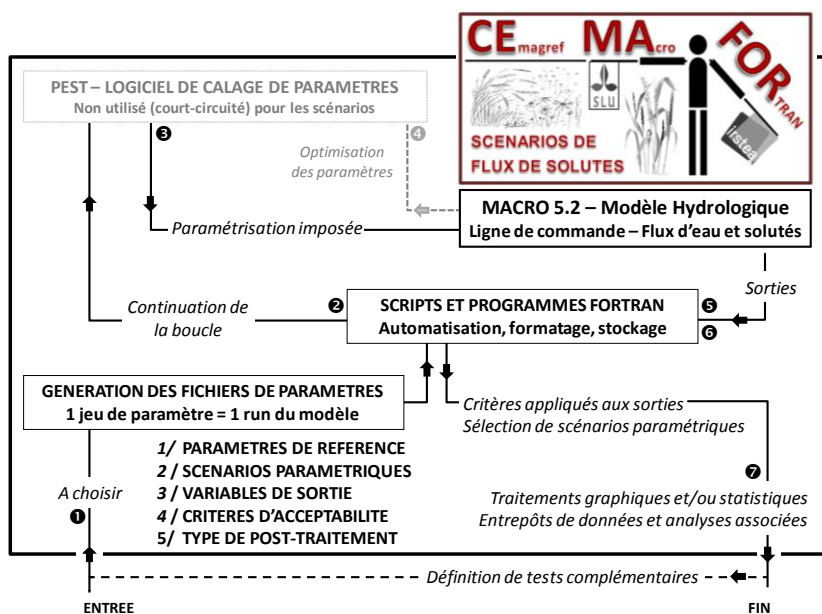 CEmagref MAcro FORTRAN
SLU
irstea
SCENARIOS DE
FLUX DE SOLUTES
PEST – LOGICIEL DE CALAGE DE PARAMETRES
Non utilisé (court-circuité) pour les scénarios
❸
❹
Optimisation
des paramètres
MACRO 5.2 – Modèle Hydrologique
Ligne de commande – Flux d'eau et solutés
Paramétrisation imposée
Sorties
Continuation de
la boucle
❷
SCRIPTS ET PROGRAMMES FORTRAN
Automatisation, formatage, stockage
❺
❻
GENERATION DES FICHIERS DE PARAMETRES
1 jeu de paramètre = 1 run du modèle
Critères appliqués aux sorties
Sélection de scénarios paramétriques
1/ PARAMETRES DE REFERENCE
2/ SCENARIOS PARAMETRIQUES
3/ VARIABLES DE SORTIE
4/ CRITERES D'ACCEPTABILITE
5/ TYPE DE POST-TRAITEMENT
A choisir
❶
❼
Traitements graphiques et/ou statistiques
Entrepôts de données et analyses associées
Définition de tests complémentaires
ENTREE
FIN